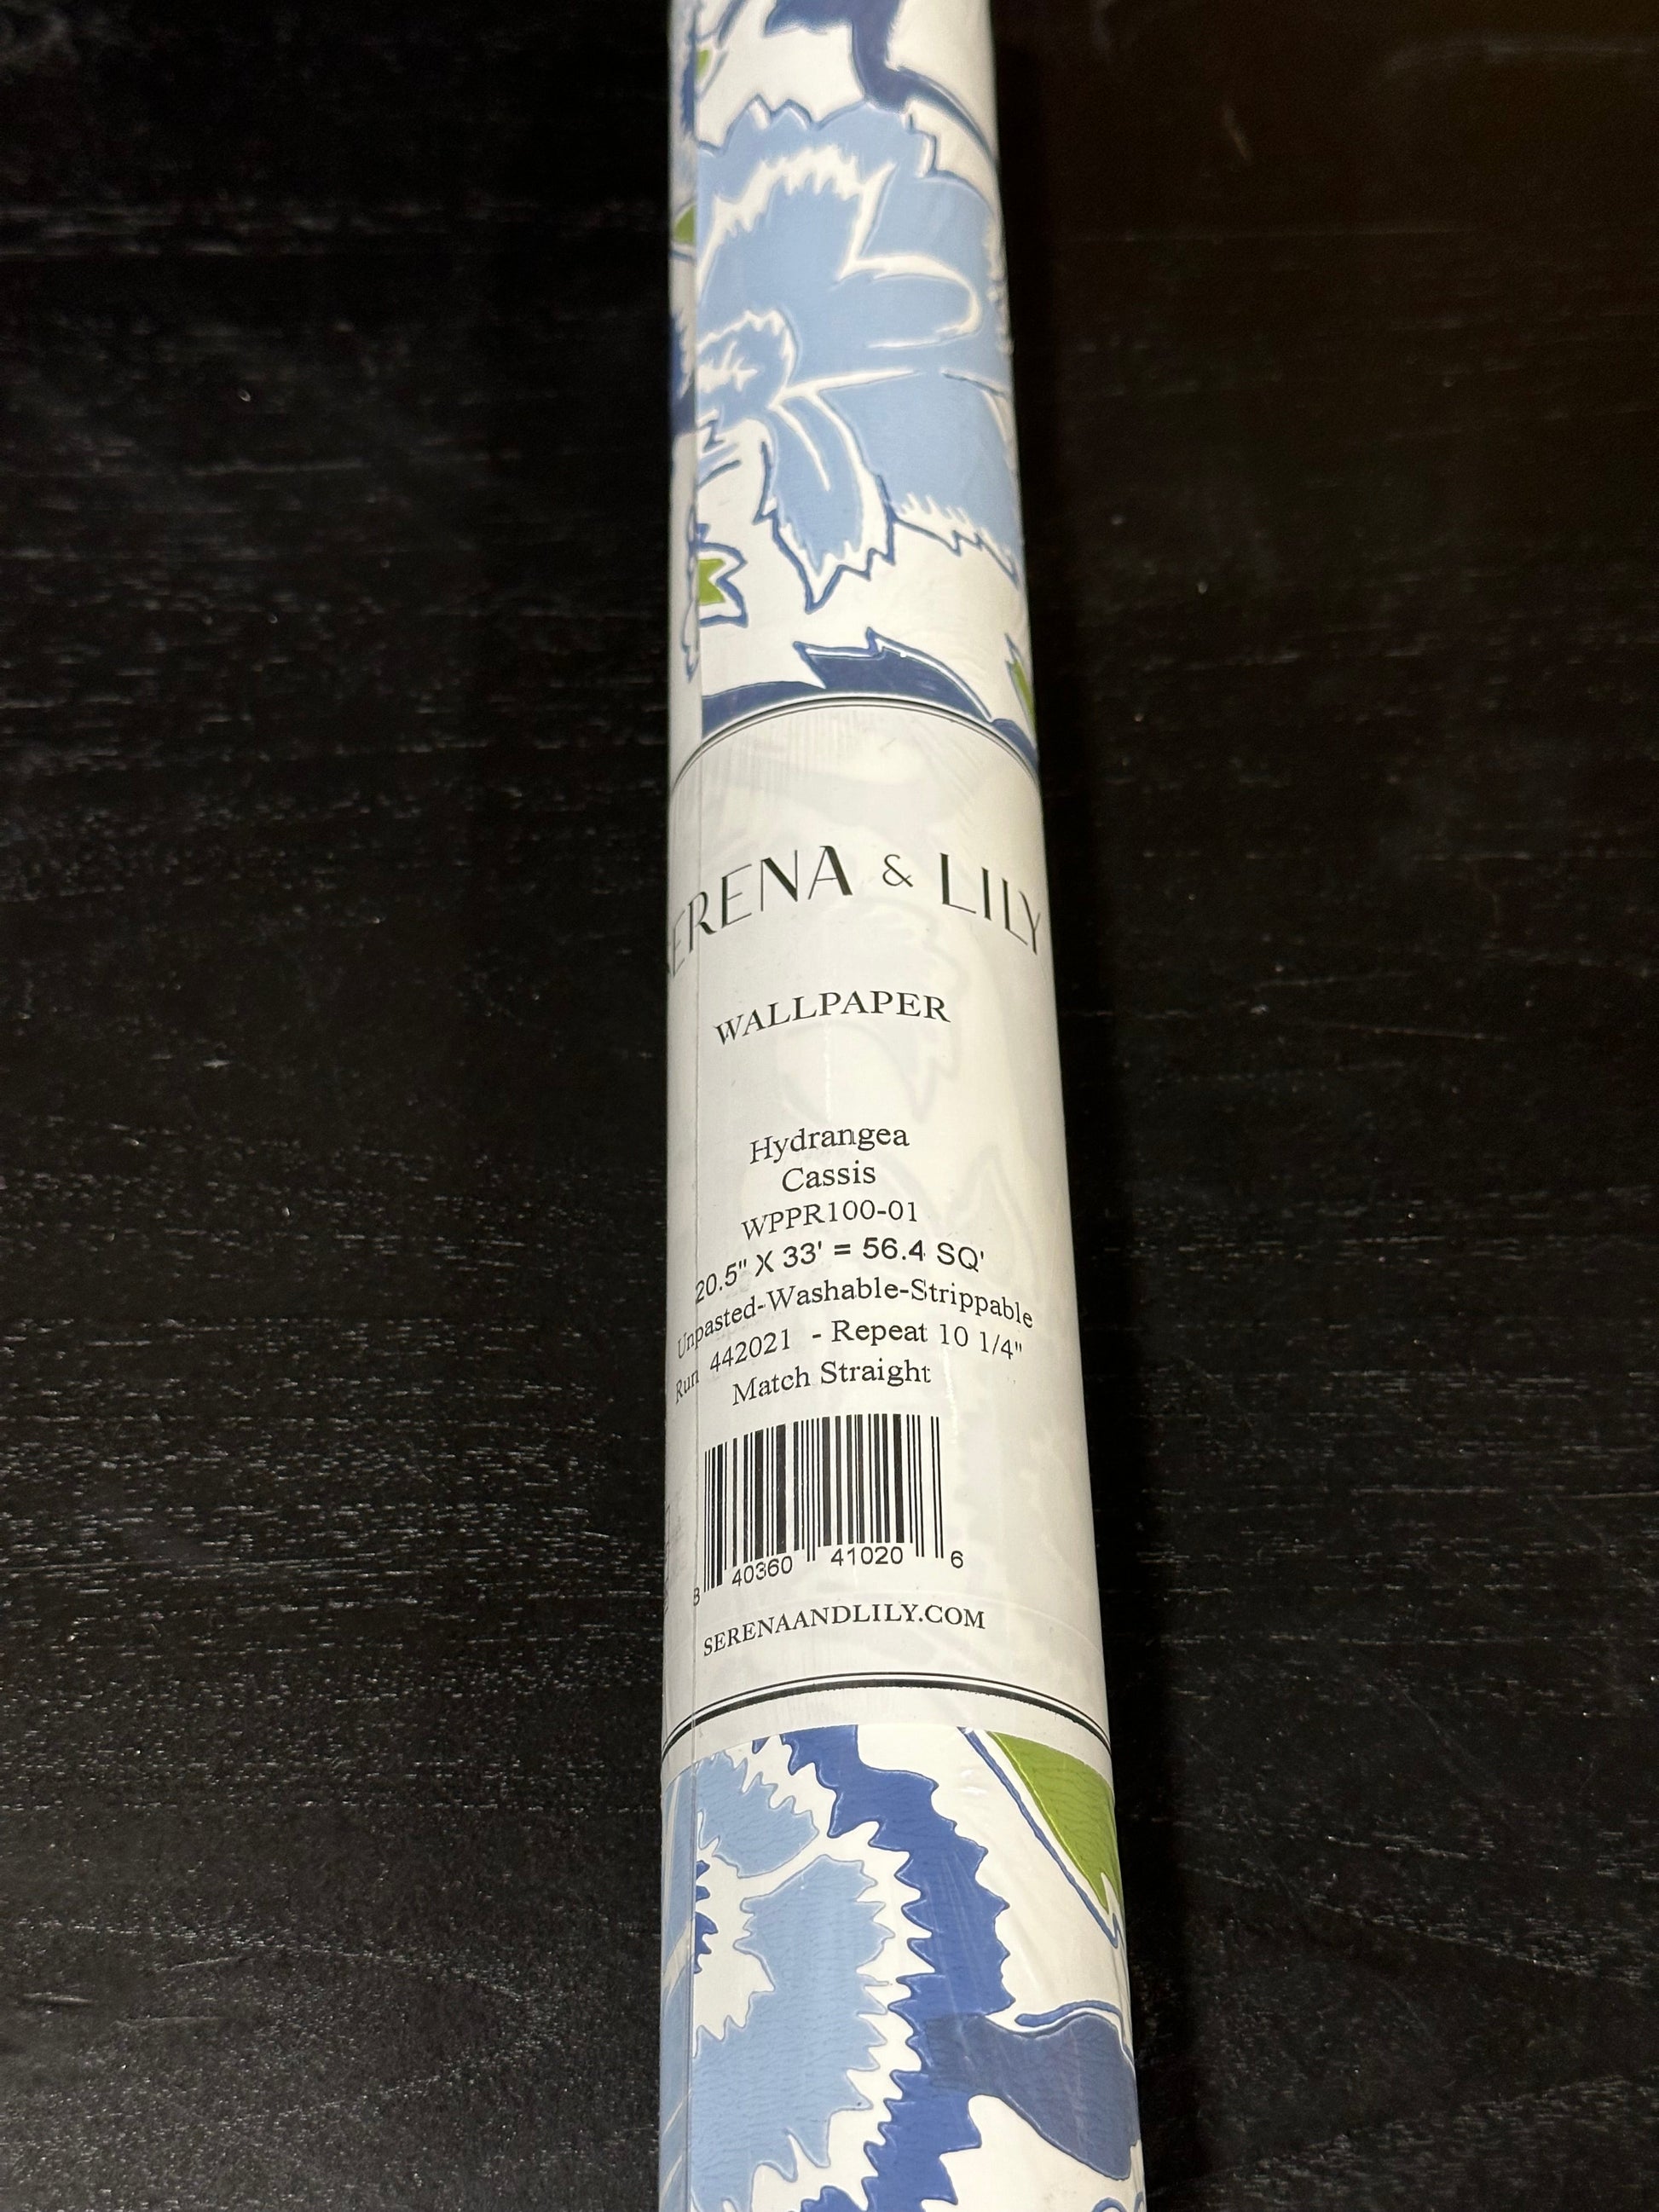 SERENA & LILY
WALLPAPER
Hydrangea
Cassis
WPPR100-01
20.5" X 33' = 56.4 SQ'
Unpasted-Washable-Strippable
Run 442021 - Repeat 10 1/4"
Match Straight
8 40360 41020 6
SERENAANDLILY.COM